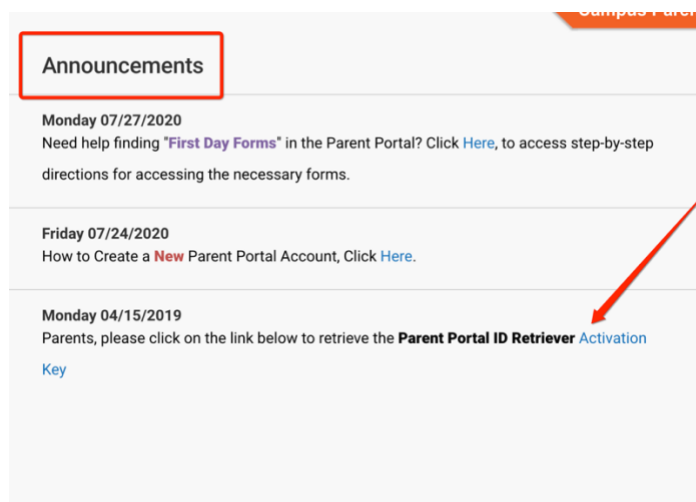 Campus Paren
Announcements
Monday 07/27/2020
Need help finding "First Day Forms" in the Parent Portal? Click Here, to access step-by-step
directions for accessing the necessary forms.
Friday 07/24/2020
How to Create a New Parent Portal Account, Click Here.
Monday 04/15/2019
Parents, please click on the link below to retrieve the Parent Portal ID Retriever Activation
Key